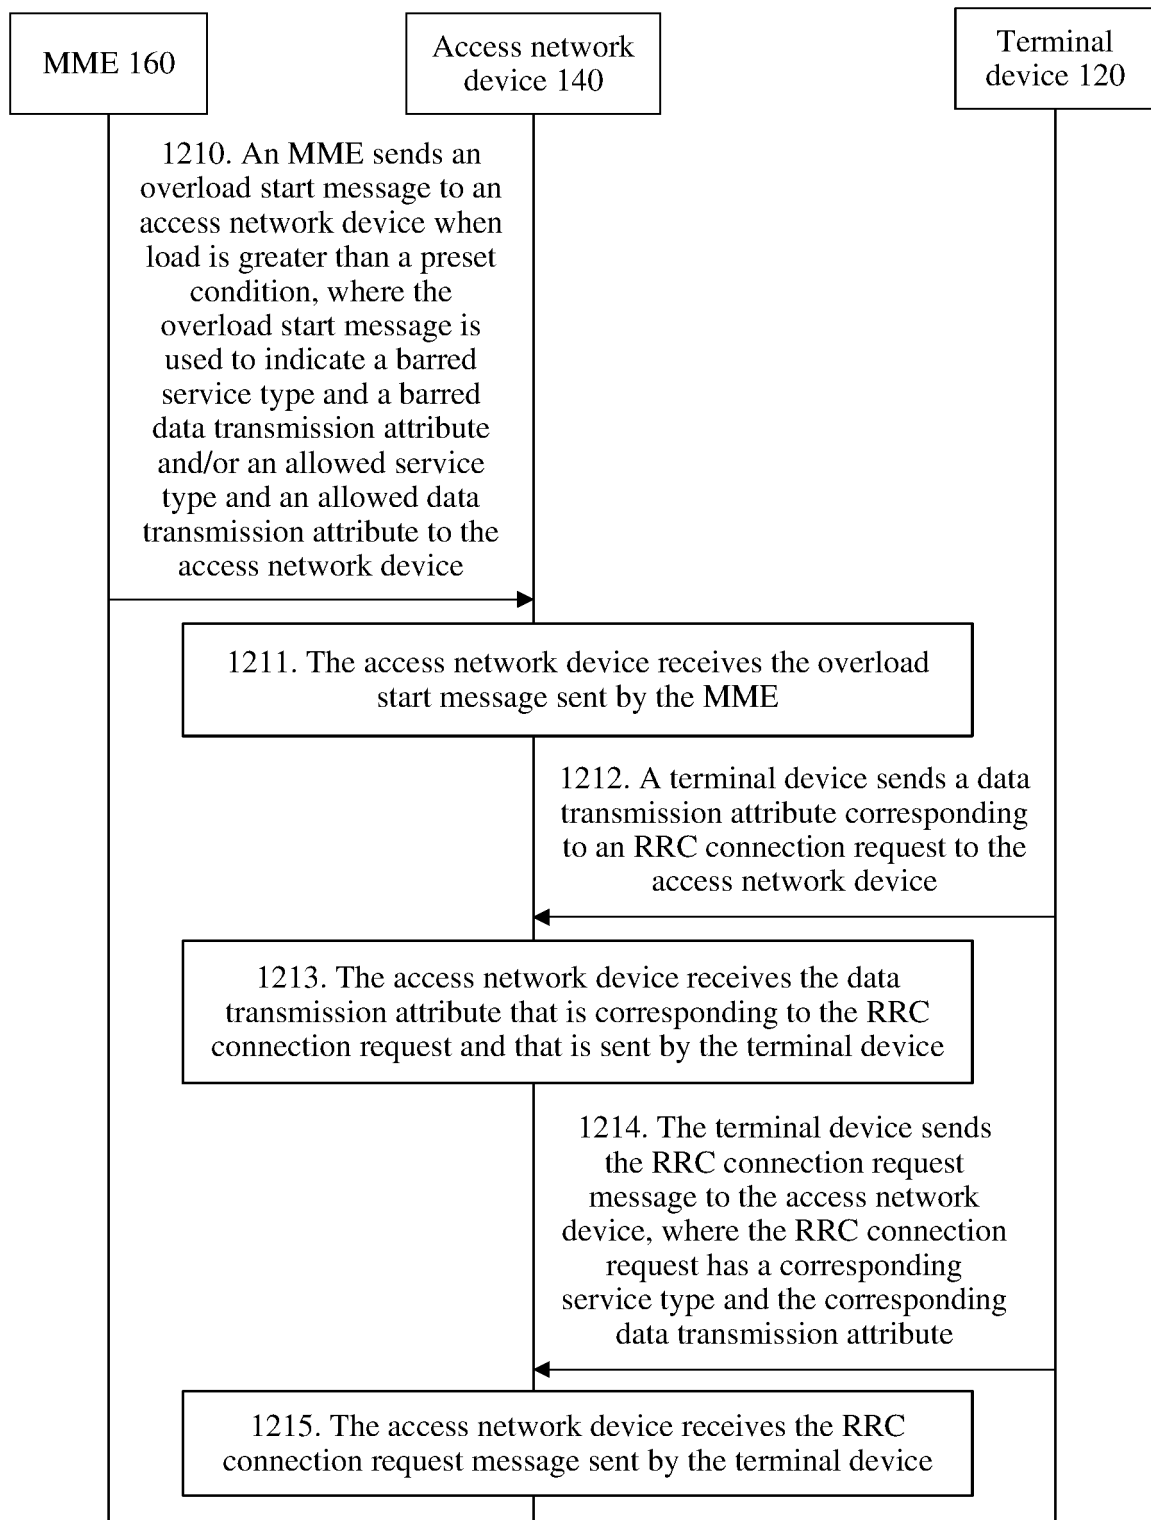 MME 160
Access network
device 140
Terminal
device 120
1210. An MME sends an
overload start message to an
access network device when
load is greater than a preset
condition, where the
overload start message is
used to indicate a barred
service type and a barred
data transmission attribute
and/or an allowed service
type and an allowed data
transmission attribute to the
access network device
1211. The access network device receives the overload
start message sent by the MME
1212. A terminal device sends a data
transmission attribute corresponding
to an RRC connection request to the
access network device
1213. The access network device receives the data
transmission attribute that is corresponding to the RRC
connection request and that is sent by the terminal device
1214. The terminal device sends
the RRC connection request
message to the access network
device, where the RRC connection
request has a corresponding
service type and the corresponding
data transmission attribute
1215. The access network device receives the RRC
connection request message sent by the terminal device